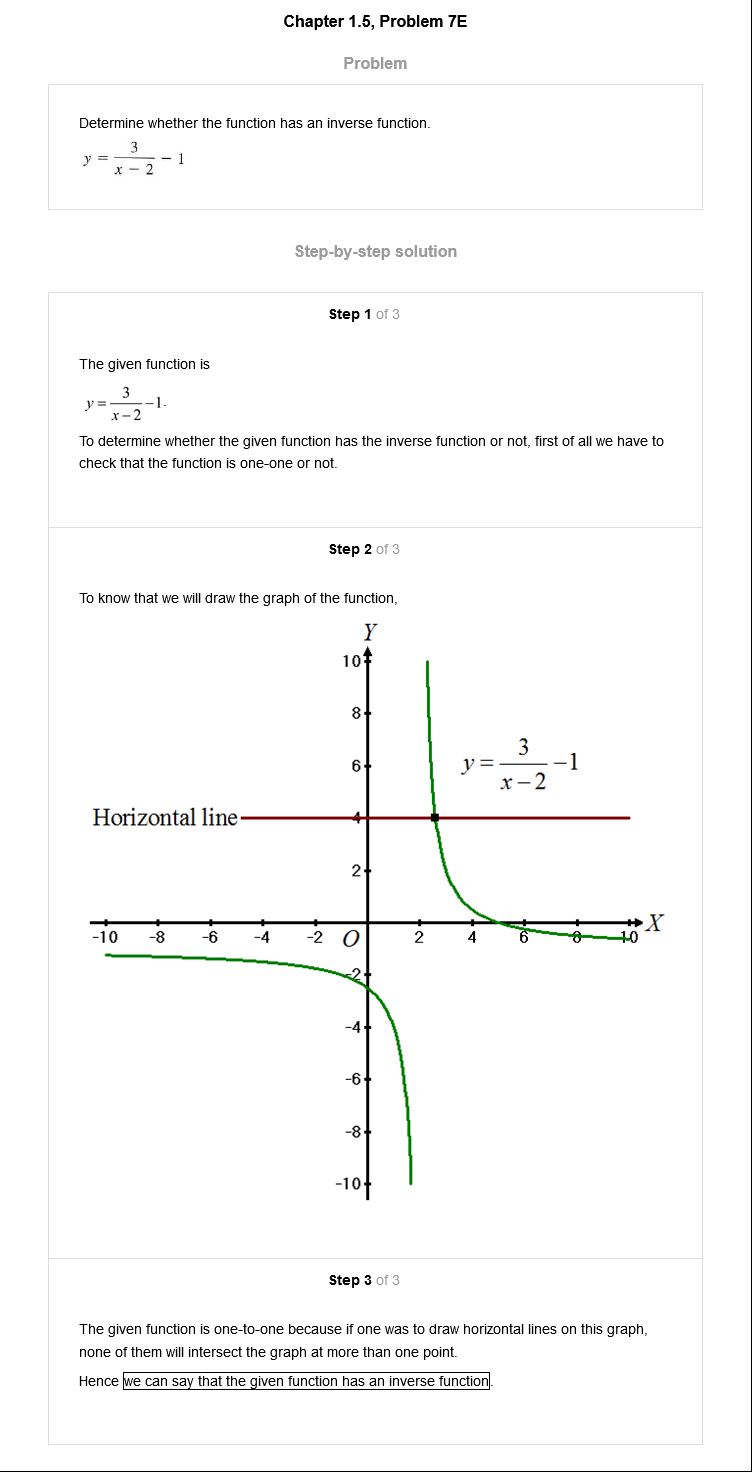 Chapter 1.5, Problem 7E
Problem
Determine whether the function has an inverse function.
y = 3/(x − 2) − 1
Step-by-step solution
Step 1 of 3
The given function is
y = 3/(x−2) −1.
To determine whether the given function has the inverse function or not, first of all we have to
check that the function is one-one or not.
Step 2 of 3
To know that we will draw the graph of the function,
Y
10
8
y = 3/(x−2) −1
6
Horizontal line
4
2
X
-10 -8 -6 -4 -2 O 2 4 6 8 10
-2
-4
-6
-8
-10
Step 3 of 3
The given function is one-to-one because if one was to draw horizontal lines on this graph,
none of them will intersect the graph at more than one point.
Hence we can say that the given function has an inverse function.